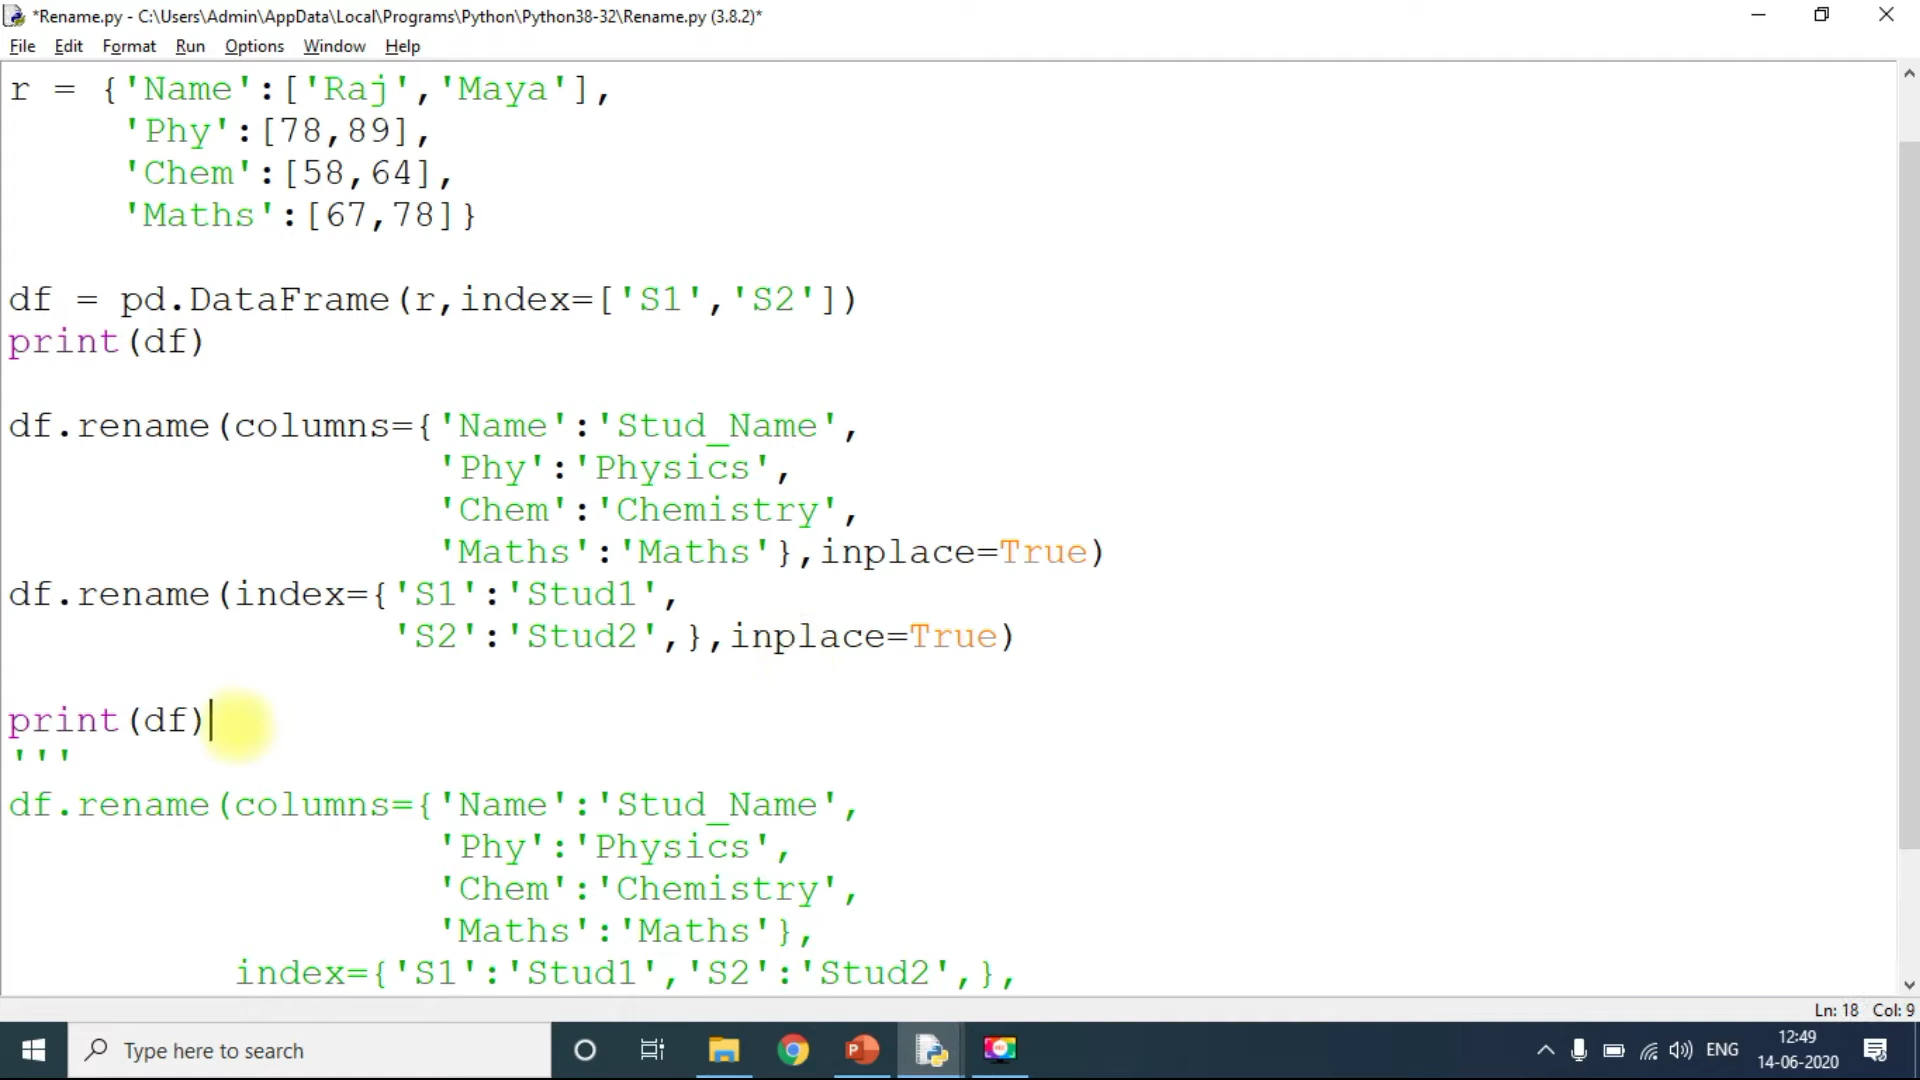 *Rename.py - C:\Users\Admin\AppData\Local\Programs\Python\Python38-32\Rename.py (3.8.2)*
File Edit Format Run Options Window Help
r = {'Name':['Raj','Maya'],
     'Phy':[78,89],
     'Chem':[58,64],
     'Maths':[67,78]}
df = pd.DataFrame(r,index=['S1','S2'])
print(df)
df.rename(columns={'Name':'Stud_Name',
                   'Phy':'Physics',
                   'Chem':'Chemistry',
                   'Maths':'Maths'},inplace=True)
df.rename(index={'S1':'Stud1',
                 'S2':'Stud2',},inplace=True)
print(df)
'''
df.rename(columns={'Name':'Stud_Name',
                   'Phy':'Physics',
                   'Chem':'Chemistry',
                   'Maths':'Maths'},
          index={'S1':'Stud1','S2':'Stud2',},
Ln: 18 Col: 9
Type here to search
ENG
12:49
14-06-2020